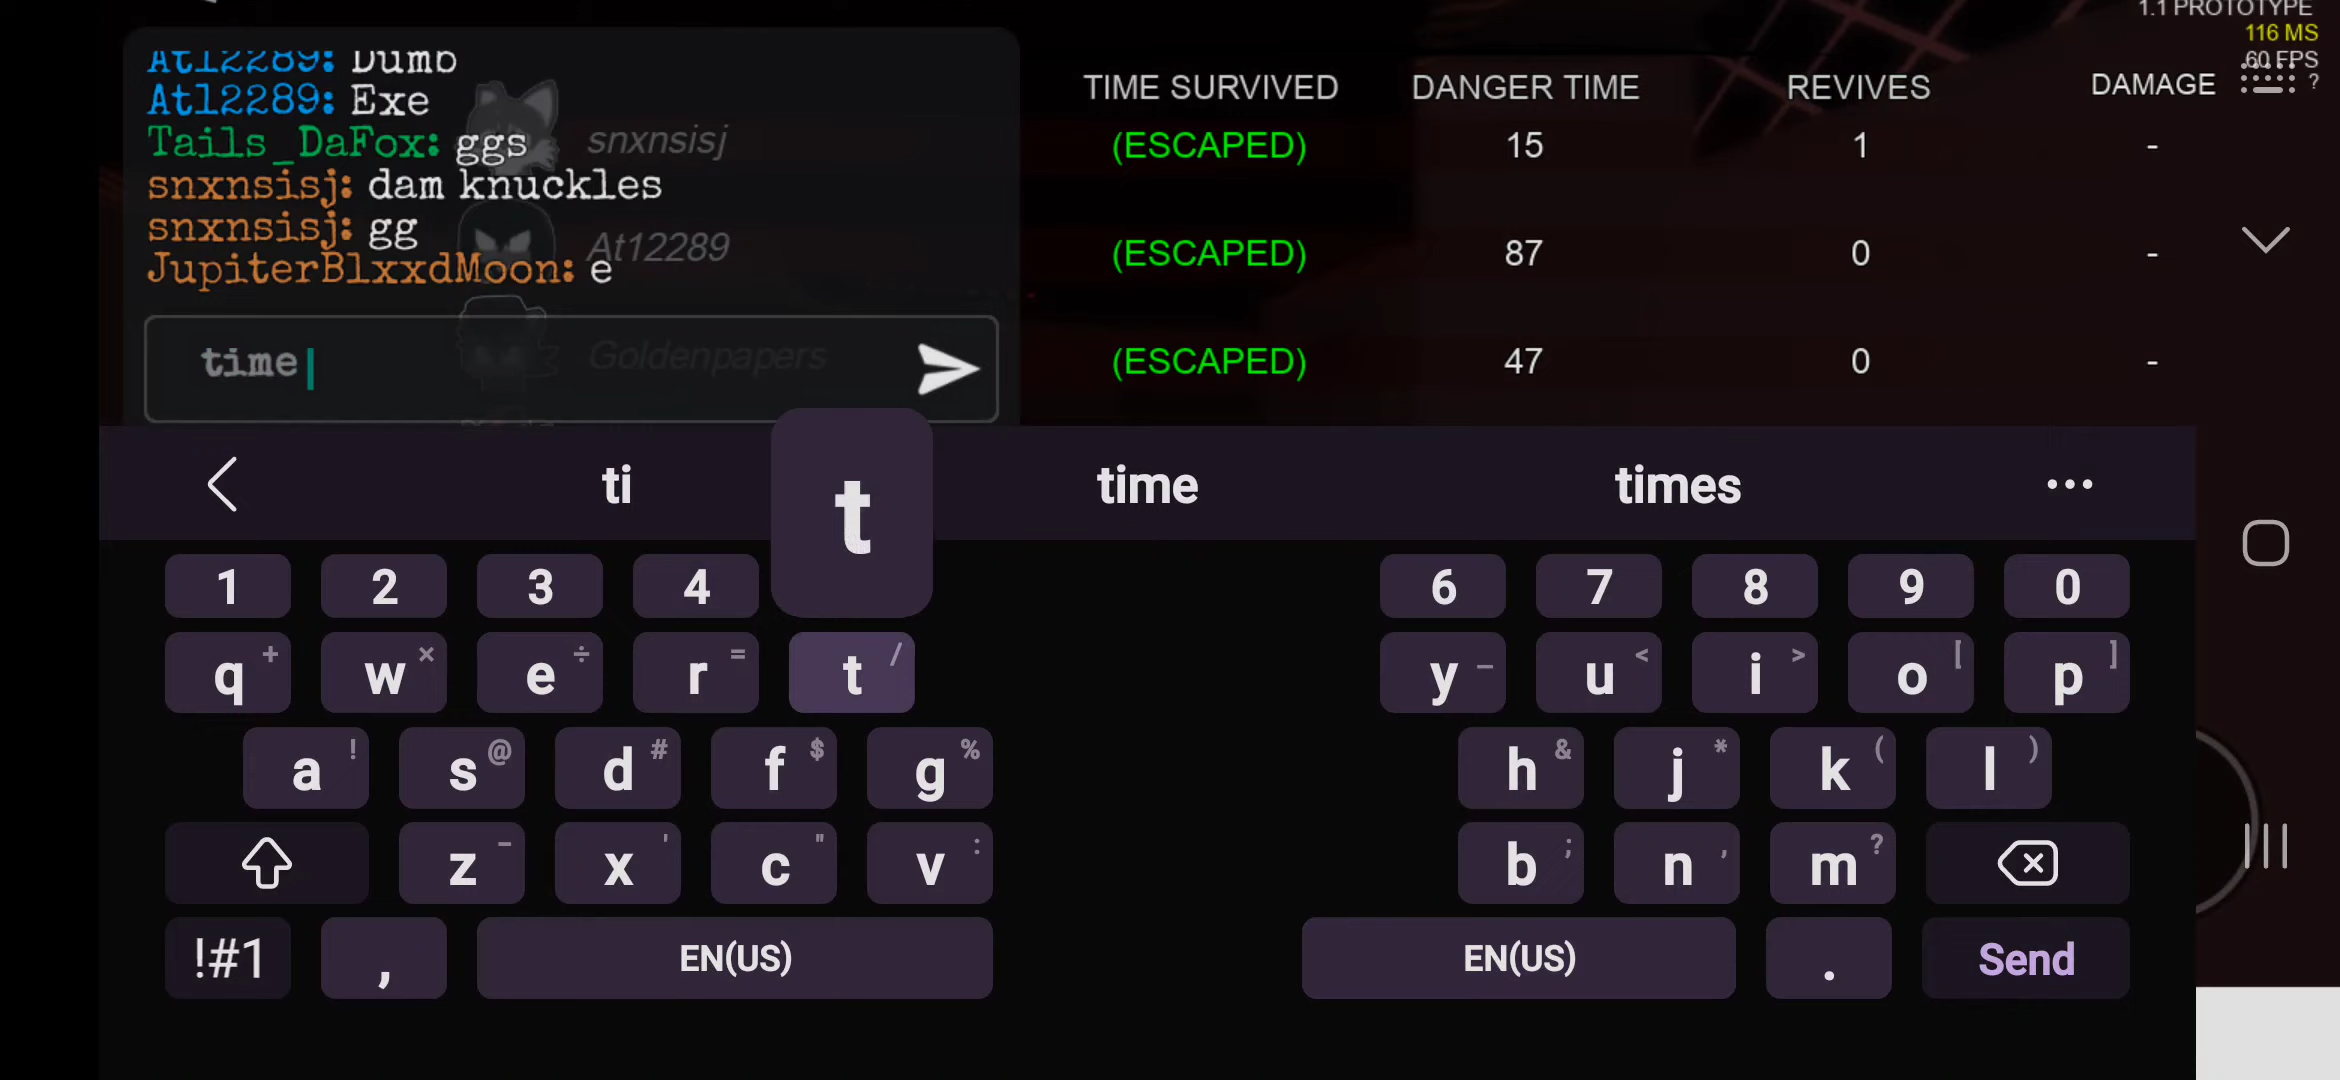 1.1 PROTOTYPE
116 MS
60 FPS
At12289: Dumb
At12289: Exe
Tails_DaFox: ggs
snxnsisj: dam knuckles
snxnsisj: gg
JupiterBlxxdMoon: e
snxnsisj
At12289
Goldenpapers
time
TIME SURVIVED DANGER TIME REVIVES DAMAGE ?
(ESCAPED) 15 1 -
(ESCAPED) 87 0 -
(ESCAPED) 47 0 -
ti time times ...
t
1 2 3 4 6 7 8 9 0
q + w × e ÷ r = t / y - u < i > o [ p ]
a ! s @ d # f $ g % h & j * k ( l )
z - x ' c " v : b ; n , m ?
!#1 , EN(US) EN(US) . Send